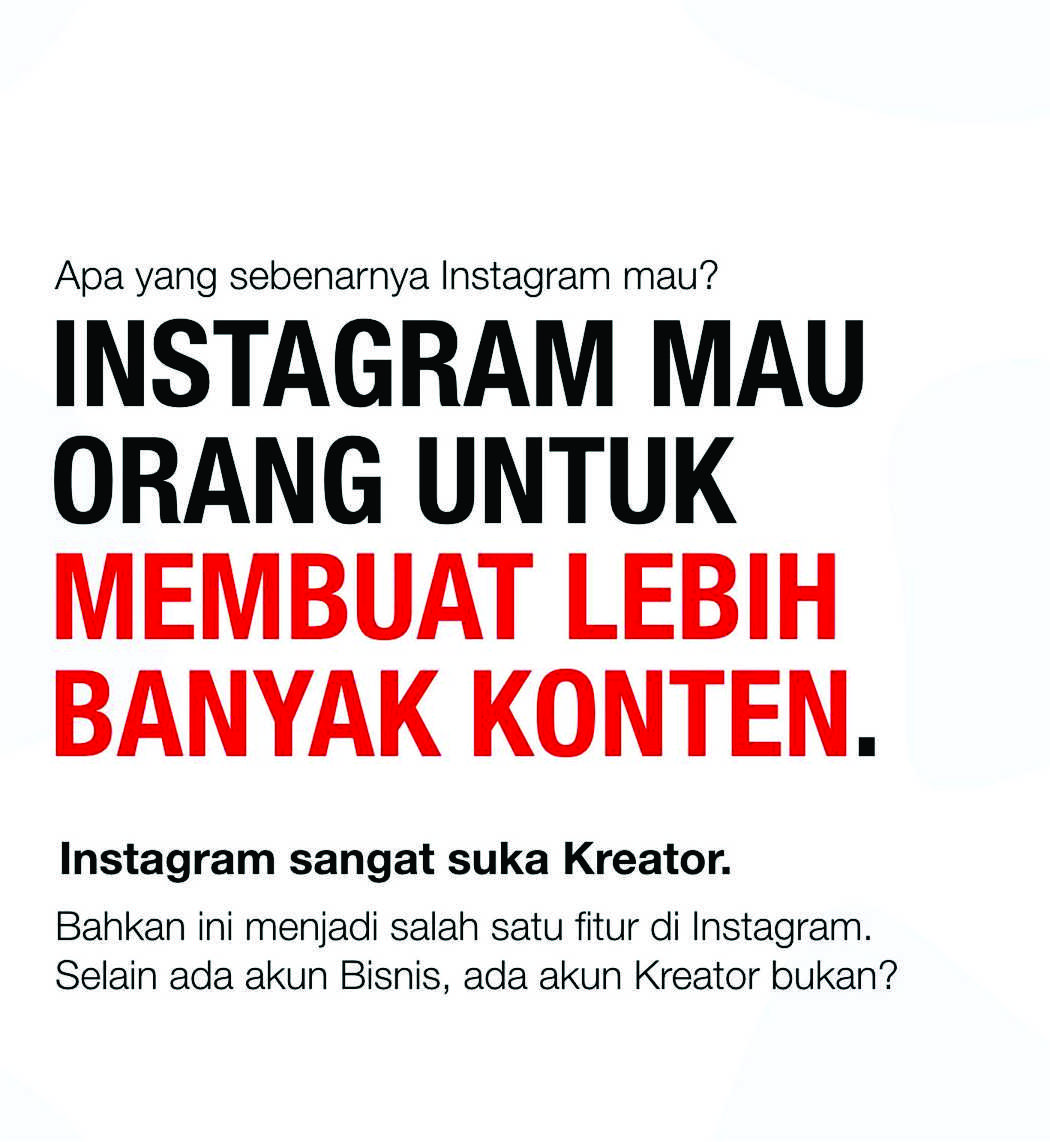 Apa yang sebenarnya Instagram mau?
INSTAGRAM MAU
ORANG UNTUK
MEMBUAT LEBIH
BANYAK KONTEN.
Instagram sangat suka Kreator.
Bahkan ini menjadi salah satu fitur di Instagram.
Selain ada akun Bisnis, ada akun Kreator bukan?